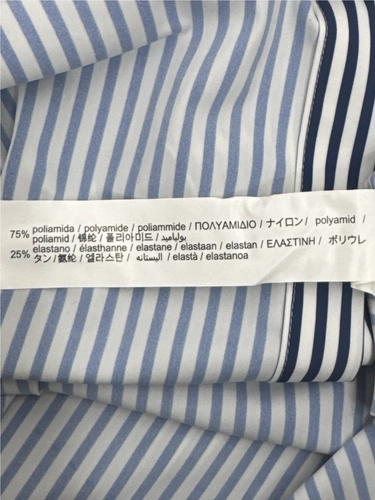 75% poliamida / polyamide / poliammide / ΠΟΛΥΑΜΙΔΙΟ / ナイロン / polyamid /
poliamid / 锦纶 / 폴리아미드 / بولياميد
elastano / élasthanne / elastane / elastaan / elastan / ΕΛΑΣΤΙΝΗ / ポリウレ
25% タン / 氨纶 / 엘라스탄 / اليستانه / elastà / elastanoa